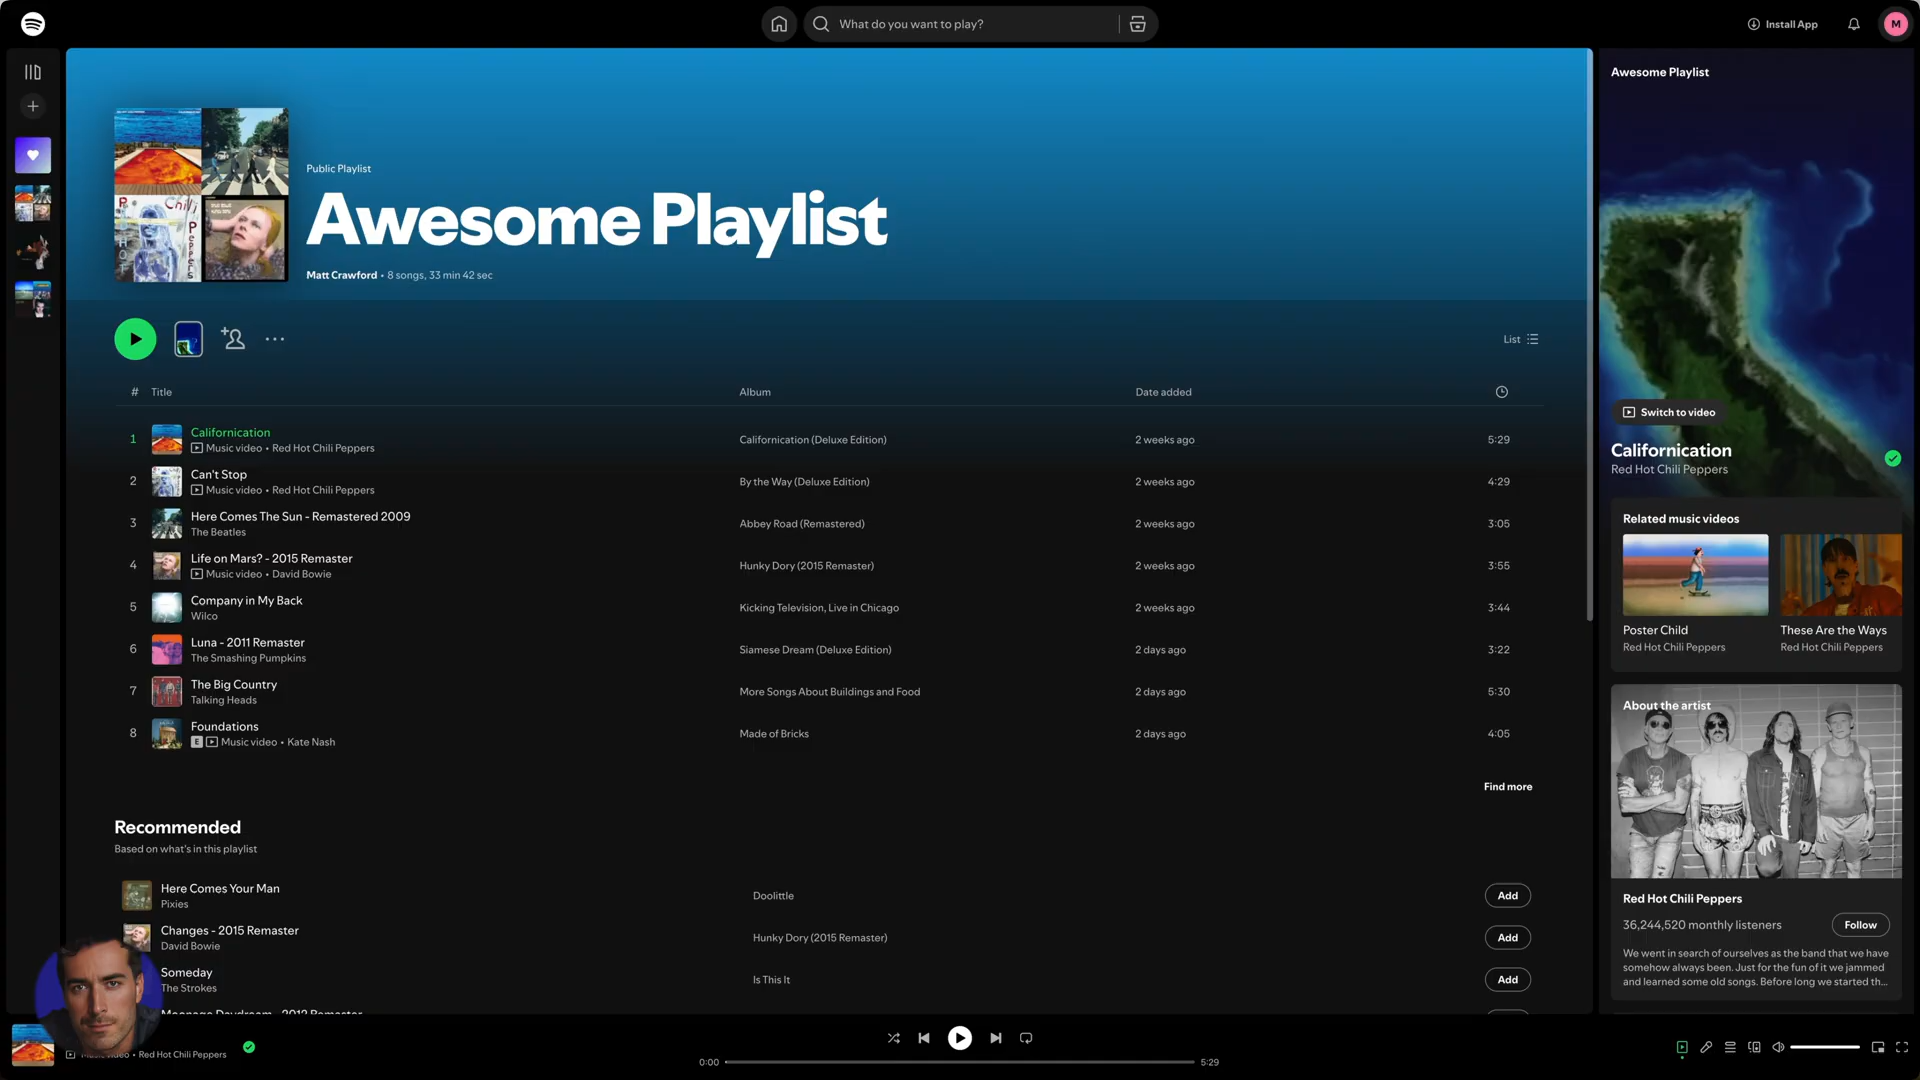 What do you want to play?
Install App
M
Public Playlist
Awesome Playlist
Matt Crawford • 8 songs, 33 min 42 sec
List
# Title Album Date added
1 Californication Californication (Deluxe Edition) 2 weeks ago 5:29
Music video • Red Hot Chili Peppers
2 Can't Stop By the Way (Deluxe Edition) 2 weeks ago 4:29
Music video • Red Hot Chili Peppers
3 Here Comes The Sun - Remastered 2009 Abbey Road (Remastered) 2 weeks ago 3:05
The Beatles
4 Life on Mars? - 2015 Remaster Hunky Dory (2015 Remaster) 2 weeks ago 3:55
Music video • David Bowie
5 Company in My Back Kicking Television, Live in Chicago 2 weeks ago 3:44
Wilco
6 Luna - 2011 Remaster Siamese Dream (Deluxe Edition) 2 days ago 3:22
The Smashing Pumpkins
7 The Big Country More Songs About Buildings and Food 2 days ago 5:30
Talking Heads
8 Foundations Made of Bricks 2 days ago 4:05
E Music video • Kate Nash
Find more
Recommended
Based on what's in this playlist
Here Comes Your Man Doolittle Add
Pixies
Changes - 2015 Remaster Hunky Dory (2015 Remaster) Add
David Bowie
Someday Is This It Add
The Strokes
Moonage Daydream - 2012 Remaster
Awesome Playlist
Switch to video
Californication
Red Hot Chili Peppers
Related music videos
Poster Child
Red Hot Chili Peppers
These Are the Ways
Red Hot Chili Peppers
About the artist
Red Hot Chili Peppers
36,244,520 monthly listeners
Follow
We went in search of ourselves as the band that we have
somehow always been. Just for the fun of it we jammed
and learned some old songs. Before long we started th...
Music video • Red Hot Chili Peppers
0:00 5:29